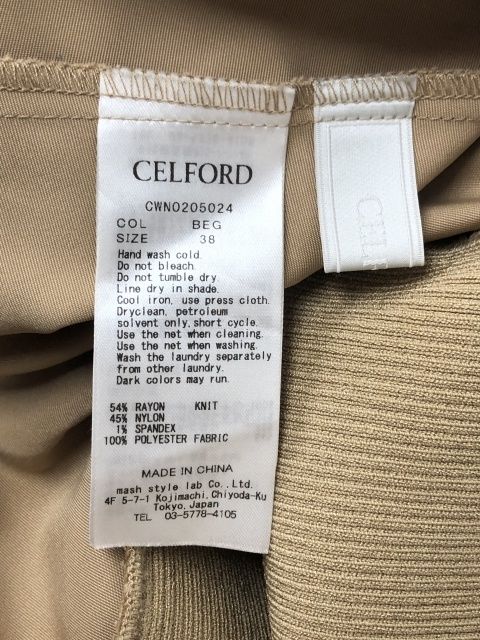 CELFORD
CWNO205024
COL BEG
SIZE 38
Hand wash cold.
Do not bleach.
Do not tumble dry.
Line dry in shade.
Cool iron, use press cloth.
Dryclean, petroleum
solvent only, short cycle.
Use the net when cleaning.
Use the net when washing.
Wash the laundry separately
from other laundry.
Dark colors may run.
54% RAYON KNIT
45% NYLON
1% SPANDEX
100% POLYESTER FABRIC
MADE IN CHINA
mash style lab Co., Ltd.
4F 5-7-1 Kojimachi, Chiyoda-Ku
Tokyo, Japan
TEL 03-5778-4105